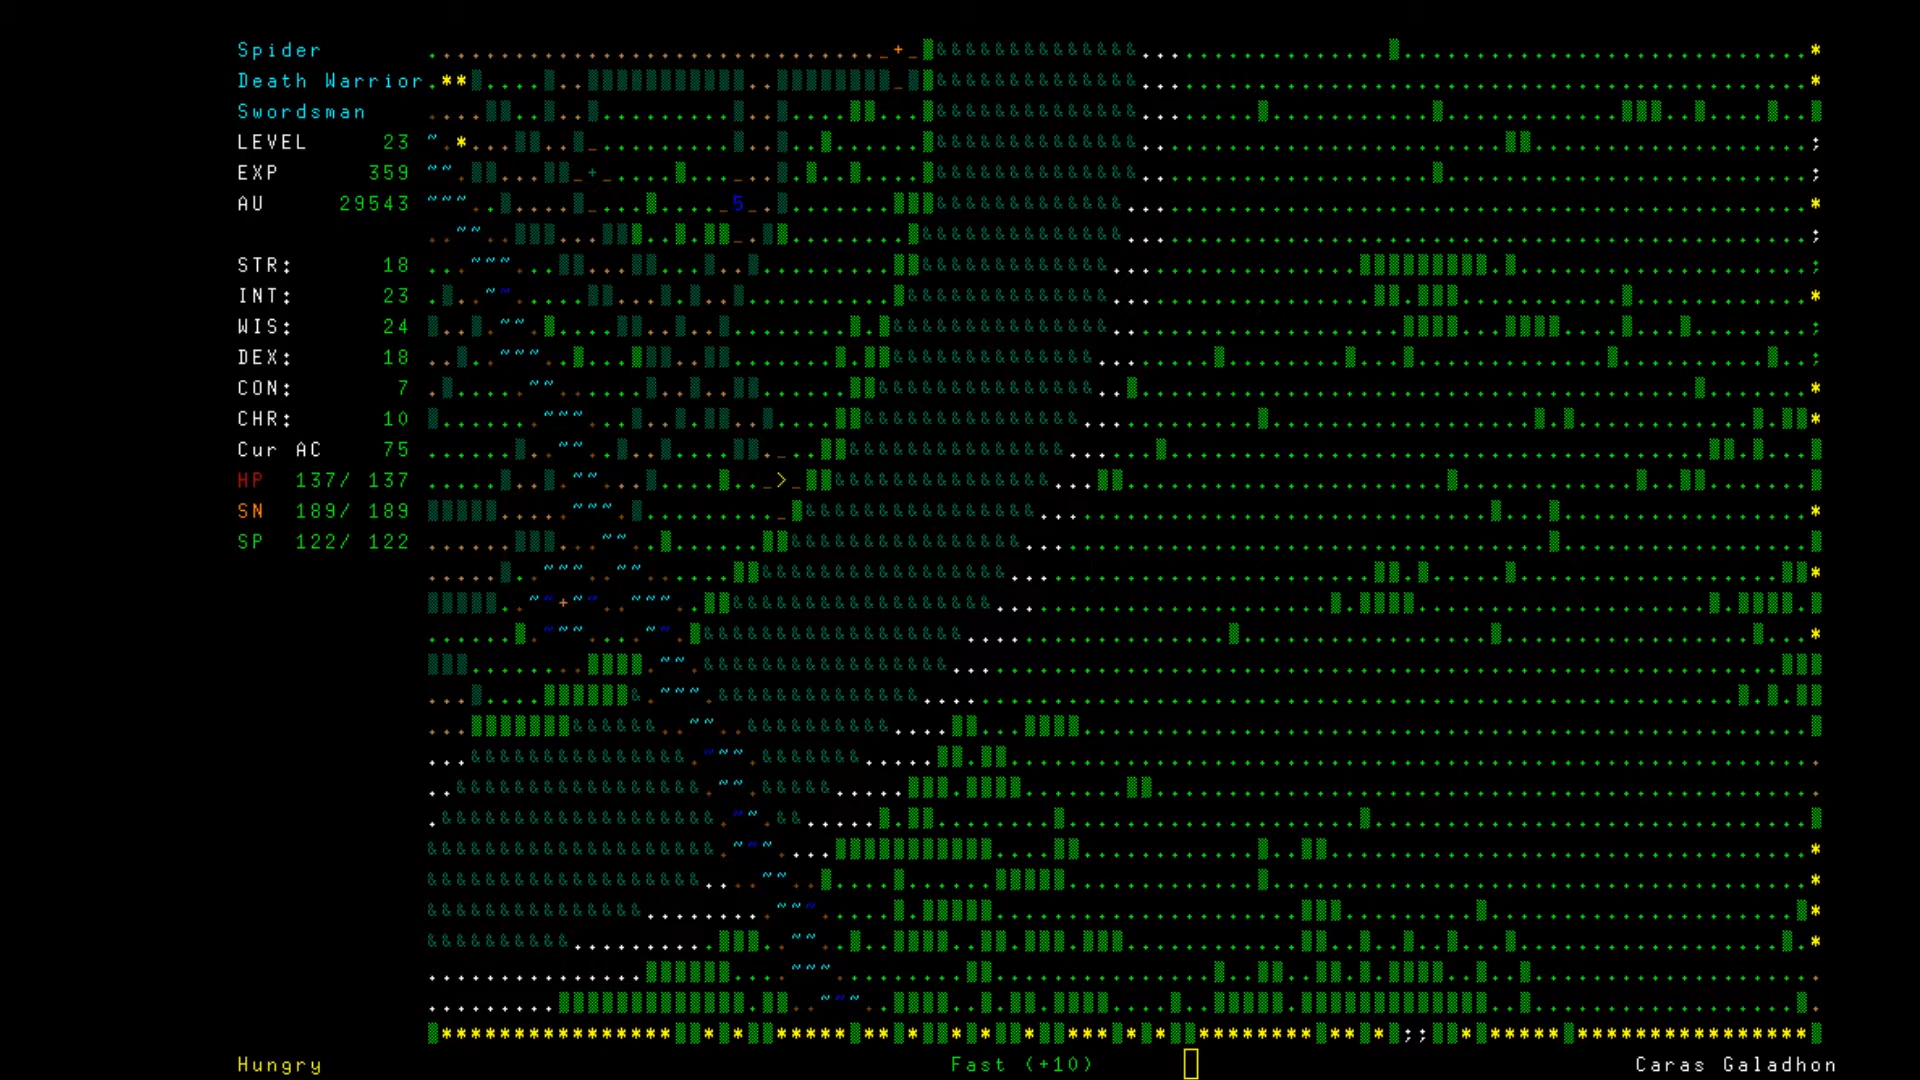 Spider
Death Warrior
Swordsman
LEVEL 23
EXP 359
AU 29543
STR: 18
INT: 23
WIS: 24
DEX: 18
CON: 7
CHR: 10
Cur AC 75
HP 137/ 137
SN 189/ 189
SP 122/ 122
5
Hungry Fast (+10) Caras Galadhon